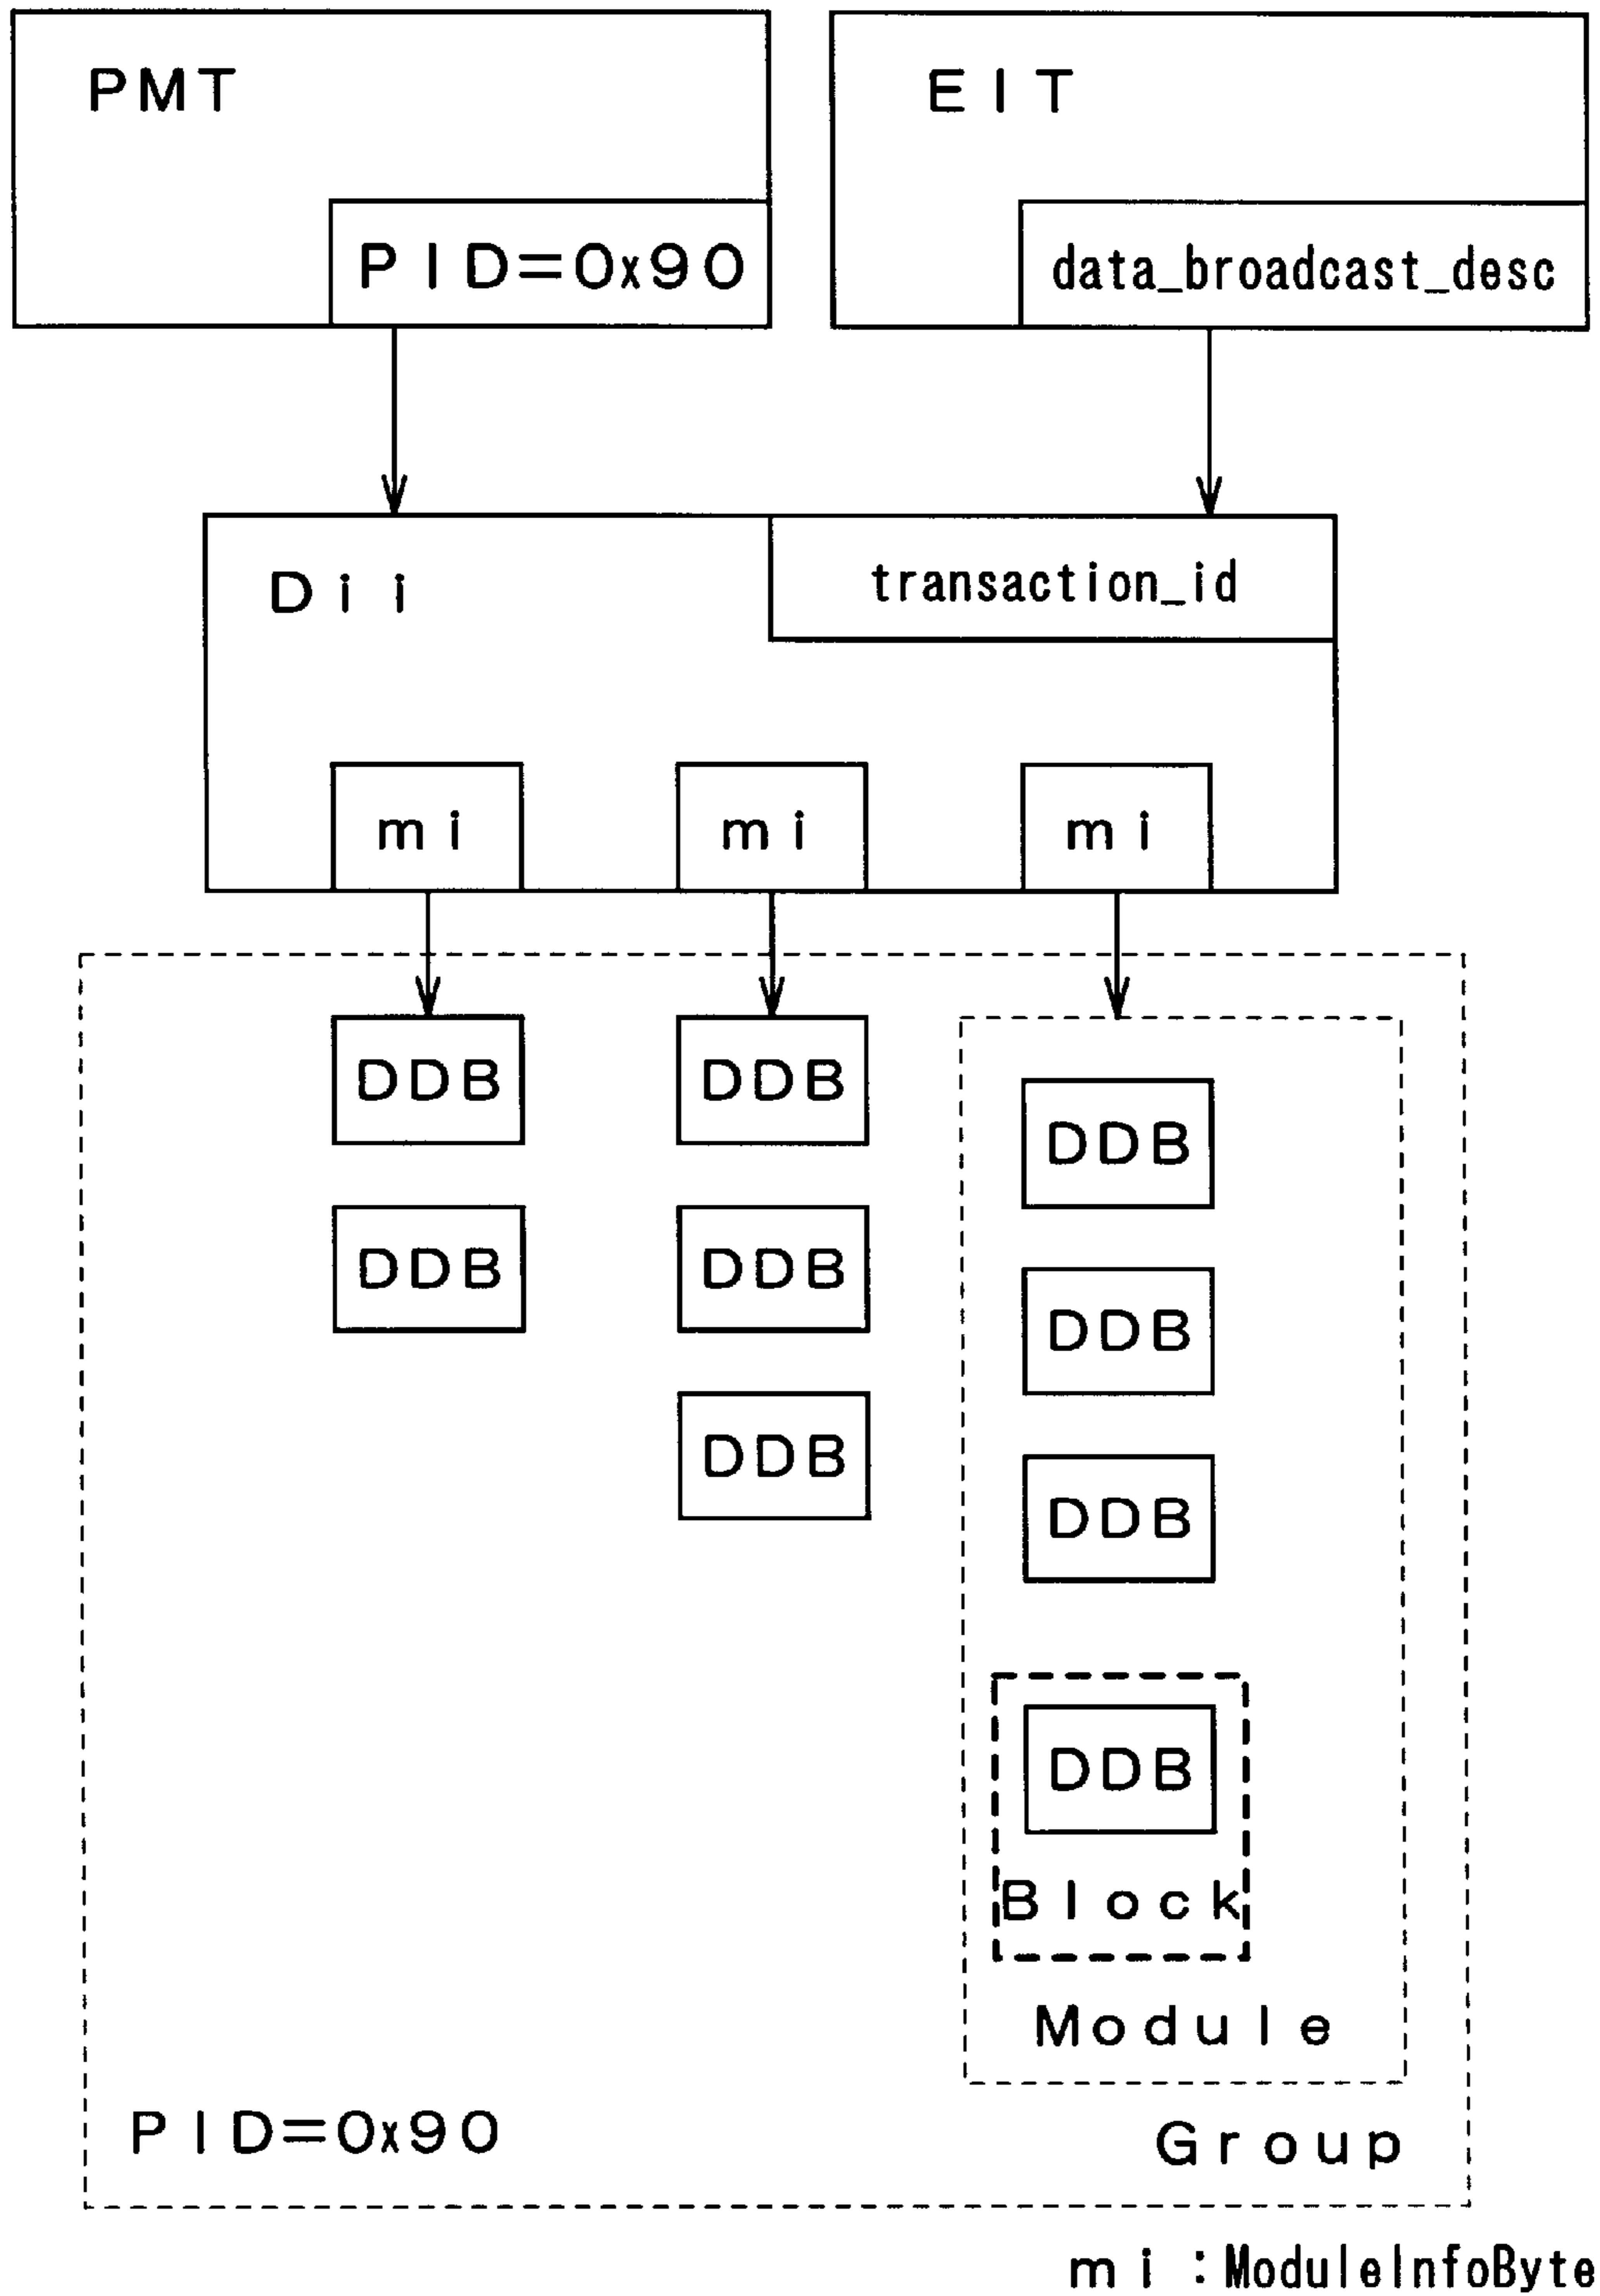 PMT
EIT
PID=0x90
data_broadcast_desc
Dii
transaction_id
mi
mi
mi
DDB
DDB
DDB
DDB
DDB
DDB
DDB
DDB
DDB
Block
Module
PID=0x90
Group
mi :ModuleInfoByte